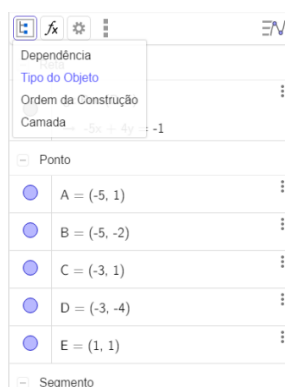 fx
Dependência
Tipo do Objeto
Ordem da Construção
Camada
-5x + 4y = -1
Ponto
A = (-5, 1)
B = (-5, -2)
C = (-3, 1)
D = (-3, -4)
E = (1, 1)
Segmento